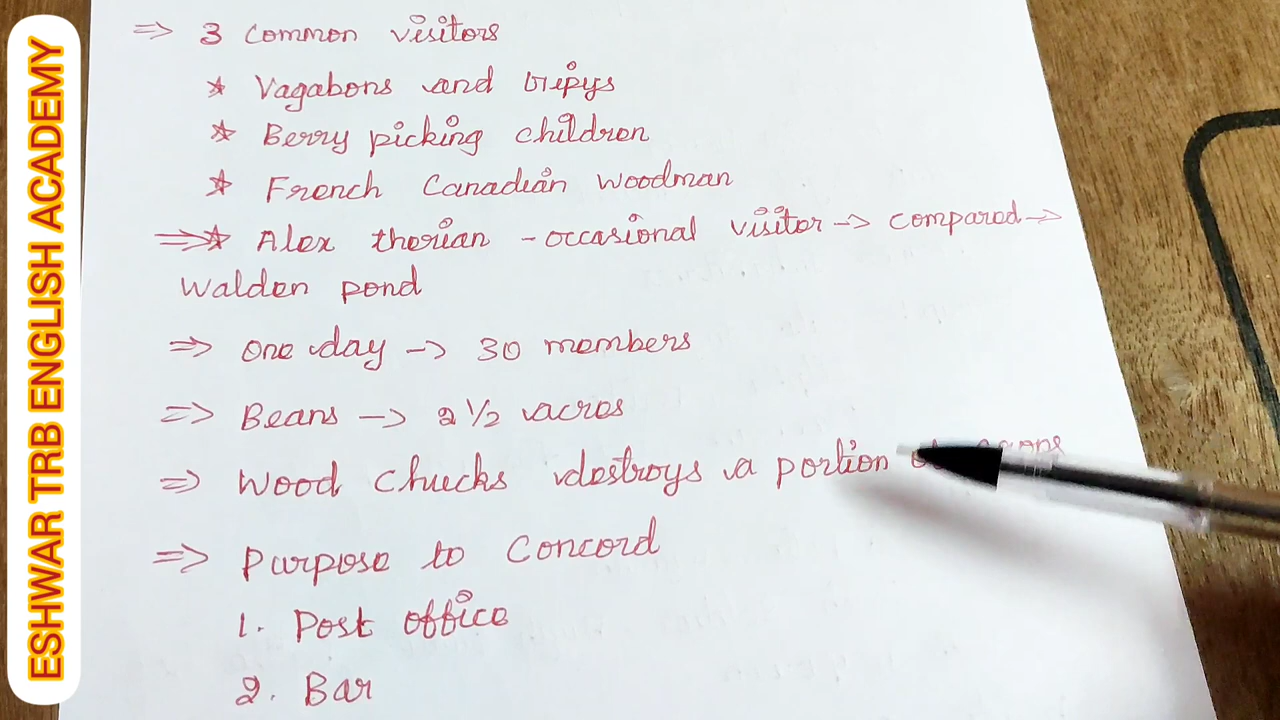 ESHWAR TRB ENGLISH ACADEMY
⇒ 3 common visitors
★ Vagabons and
★ Berry picking children
★ French Canadian woodman
⇒★ Alex therian - occasional visitor → compared →
Walden pond
⇒ one day → 30 members
⇒ Beans → 2 1/2 acres
⇒ Wood chucks destroys a portion
⇒ Purpose to Concord
1. Post office
2. Bar